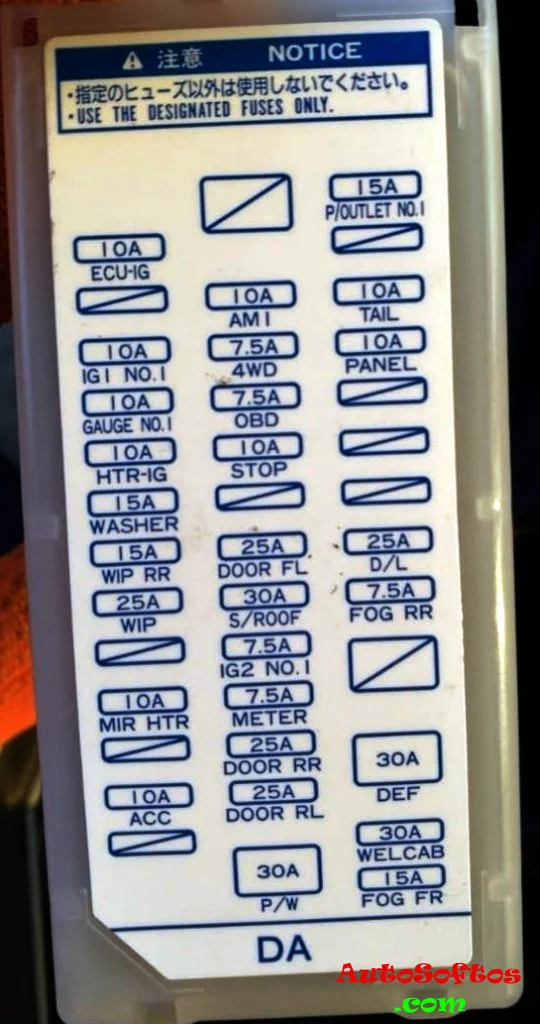 注意 NOTICE
・指定のヒューズ以外は使用しないでください。
・USE THE DESIGNATED FUSES ONLY.
10A
ECU-IG
10A
IG1 NO.1
10A
GAUGE NO.1
10A
HTR-IG
15A
WASHER
15A
WIP RR
25A
WIP
10A
MIR HTR
10A
ACC
10A
AM1
7.5A
4WD
7.5A
OBD
10A
STOP
25A
DOOR FL
30A
S/ROOF
7.5A
IG2 NO.1
7.5A
METER
25A
DOOR RR
25A
DOOR RL
30A
P/W
15A
P/OUTLET NO.1
10A
TAIL
10A
PANEL
25A
D/L
7.5A
FOG RR
30A
DEF
30A
WELCAB
15A
FOG FR
DA
AutoSoftos
.com